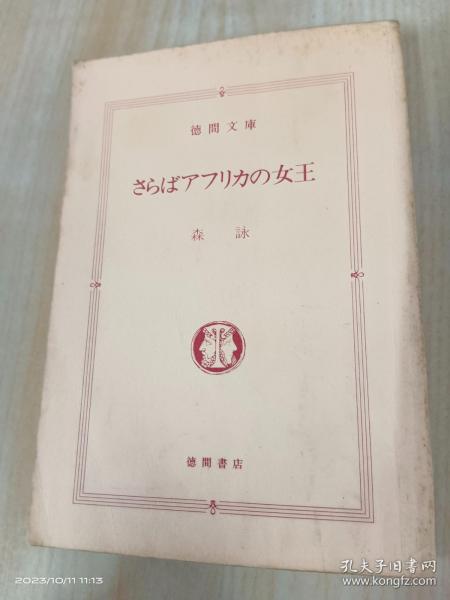 徳間文庫
さらばアフリカの女王
森詠
徳間書店
2023/10/11 11:13
孔夫子旧书网
www.kongfz.com